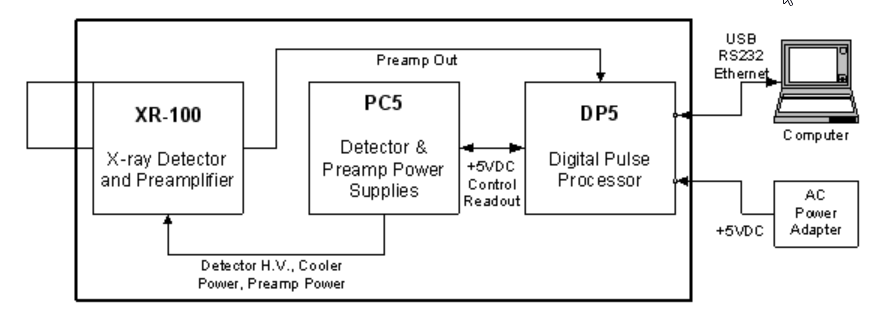 Preamp Out
XR-100
X-ray Detector
and Preamplifier
PC5
Detector &
Preamp Power
Supplies
+5VDC
Control
Readout
DP5
Digital Pulse
Processor
USB
RS232
Ethernet
Computer
AC
Power
Adapter
+5VDC
Detector H.V., Cooler
Power, Preamp Power